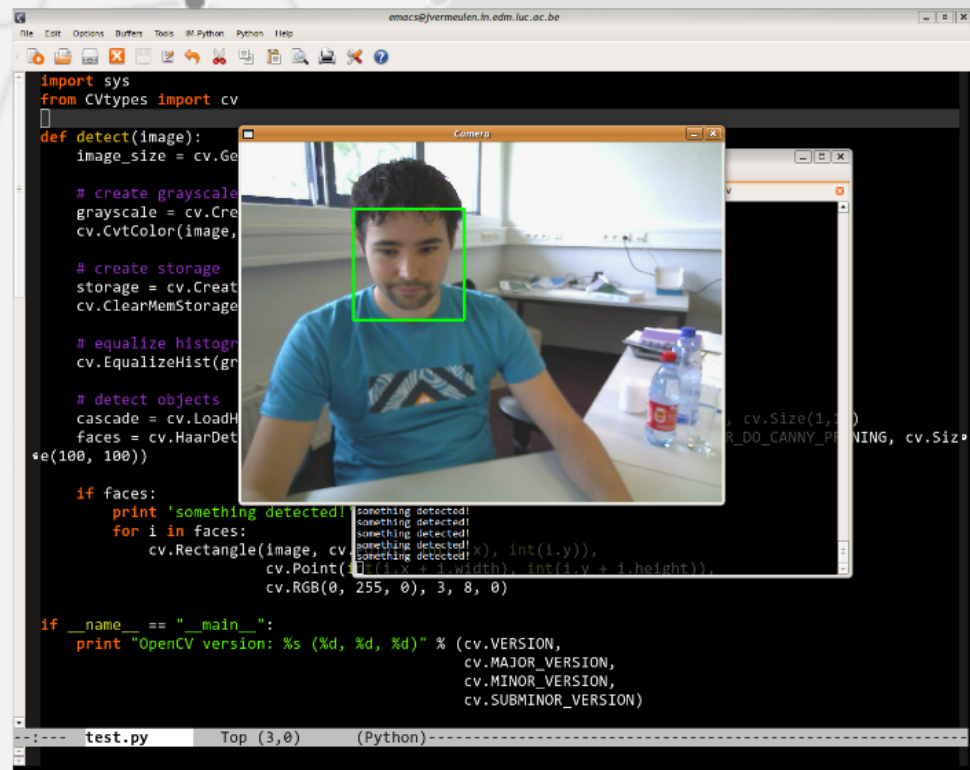 emacs@jvermeulen.in.edm.luc.ac.be
File Edit Options Buffers Tools IM-Python Python Help
import sys
from CVtypes import cv
def detect(image):
Camera
image_size = cv.Ge
# create grayscale
grayscale = cv.Cre
cv.CvtColor(image,
# create storage
storage = cv.Creat
cv.ClearMemStorage
# equalize histogr
cv.EqualizeHist(gr
# detect objects
cascade = cv.LoadH , cv.Size(1,1)
faces = cv.HaarDet R_DO_CANNY_PRUNING, cv.Siz
e(100, 100))
if faces:
print 'something detected!'
for i in faces:
cv.Rectangle(image, cv. x), int(i.y)),
cv.Point(int(i.x + i.width), int(i.y + i.height)),
cv.RGB(0, 255, 0), 3, 8, 0)
something detected!
something detected!
something detected!
something detected!
something detected!
if __name__ == "__main__":
print "OpenCV version: %s (%d, %d, %d)" % (cv.VERSION,
cv.MAJOR_VERSION,
cv.MINOR_VERSION,
cv.SUBMINOR_VERSION)
--:--- test.py Top (3,0) (Python)